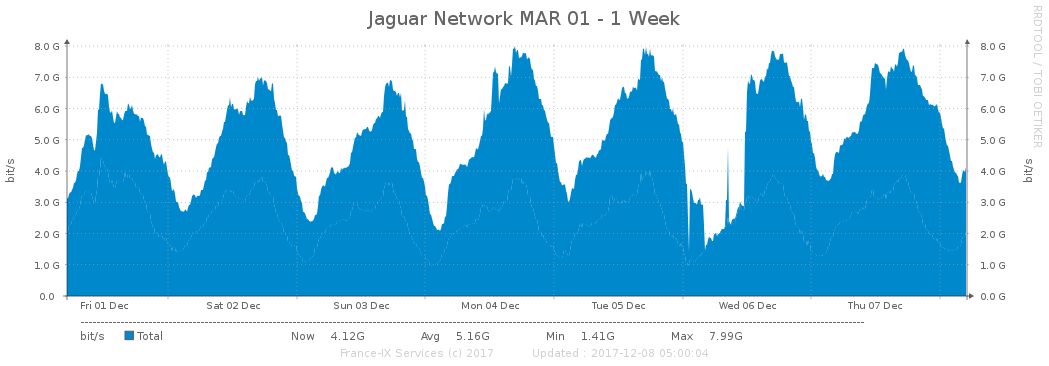 Jaguar Network MAR 01 - 1 Week
RRDTOOL / TOBI OETIKER
8.0 G 8.0 G
7.0 G 7.0 G
6.0 G 6.0 G
5.0 G 5.0 G
4.0 G 4.0 G
3.0 G 3.0 G
2.0 G 2.0 G
1.0 G 1.0 G
0.0 0.0 G
bit/s bit/s
Fri 01 Dec Sat 02 Dec Sun 03 Dec Mon 04 Dec Tue 05 Dec Wed 06 Dec Thu 07 Dec
bit/s Total Now 4.12G Avg 5.16G Min 1.41G Max 7.99G
France-IX Services (c) 2017 Updated : 2017-12-08 05:00:04